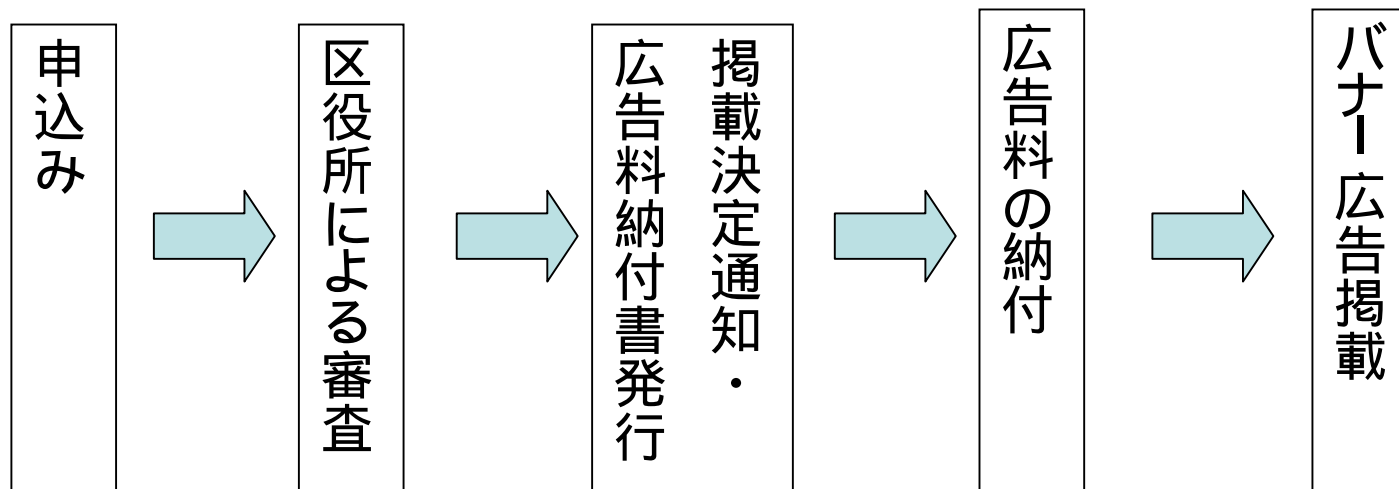 申込み
区役所による審査
掲載決定通知・
広告料納付書発行
広告料の納付
バナー広告掲載